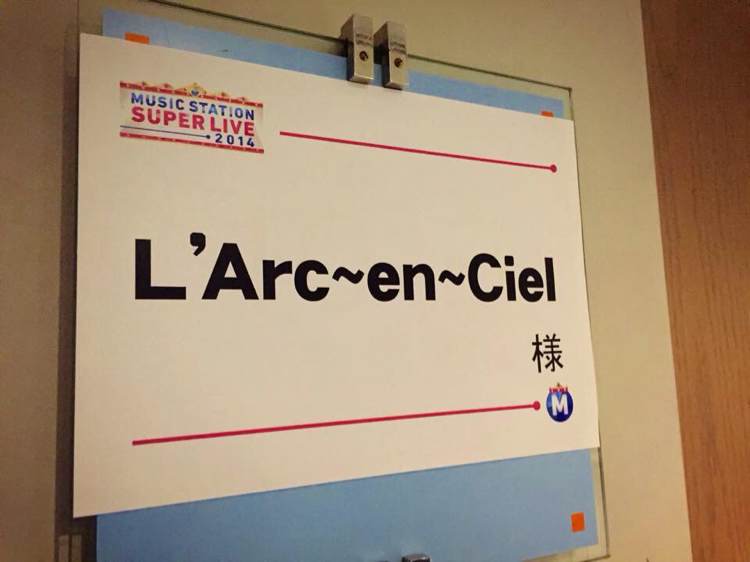 MUSIC STATION
SUPER LIVE
2014
L'Arc~en~Ciel
様
M